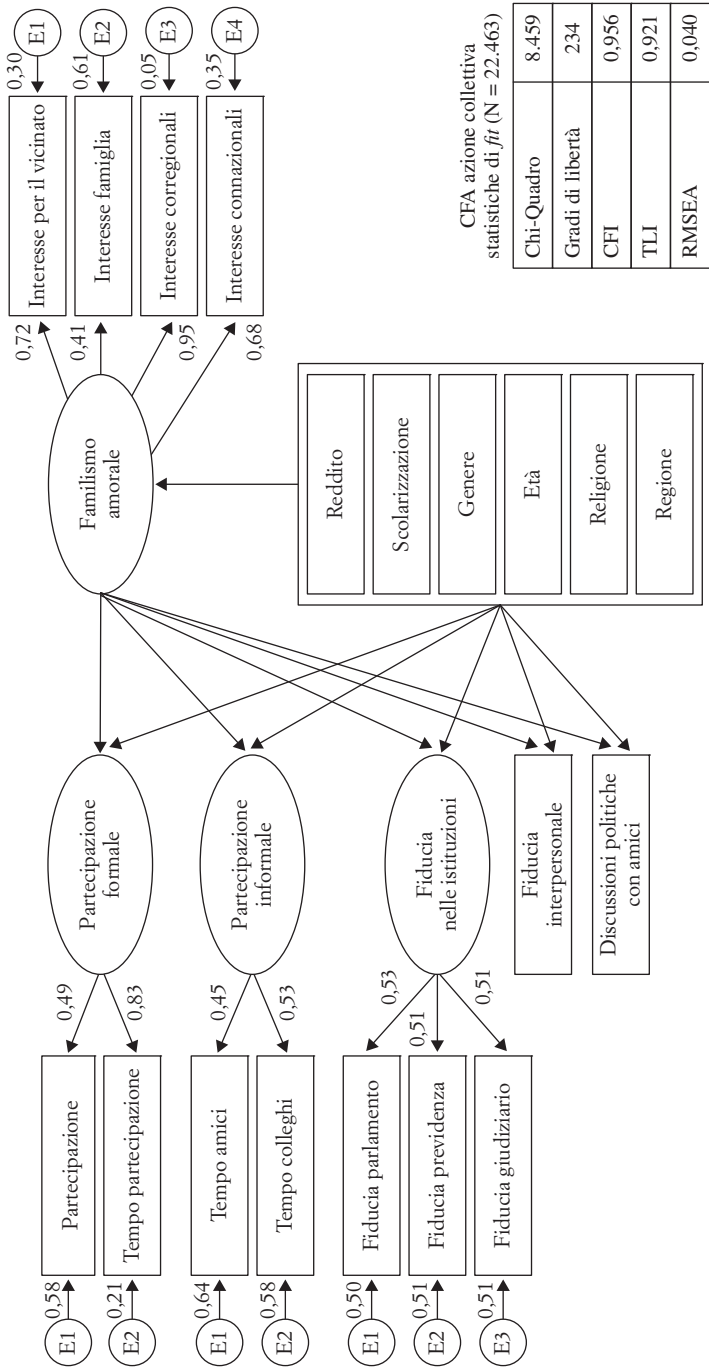 0,58
E1
Partecipazione
0,49
0,21
E2
Tempo partecipazione
0,83
Partecipazione
formale
0,64
E1
Tempo amici
0,45
0,58
E2
Tempo colleghi
0,53
Partecipazione
informale
0,50
E1
Fiducia parlamento
0,53
0,51
E2
Fiducia previdenza
0,51
0,51
E3
Fiducia giudiziario
0,51
Fiducia
nelle istituzioni
Fiducia
interpersonale
Discussioni politiche
con amici
Familismo
amorale
Reddito
Scolarizzazione
Genere
Età
Religione
Regione
0,72
Interesse per il vicinato
0,30
E1
0,41
Interesse famiglia
0,61
E2
0,95
Interesse corregionali
0,05
E3
0,68
Interesse connazionali
0,35
E4
CFA azione collettiva
statistiche di fit (N = 22.463)
Chi-Quadro 8.459
Gradi di libertà 234
CFI 0,956
TLI 0,921
RMSEA 0,040